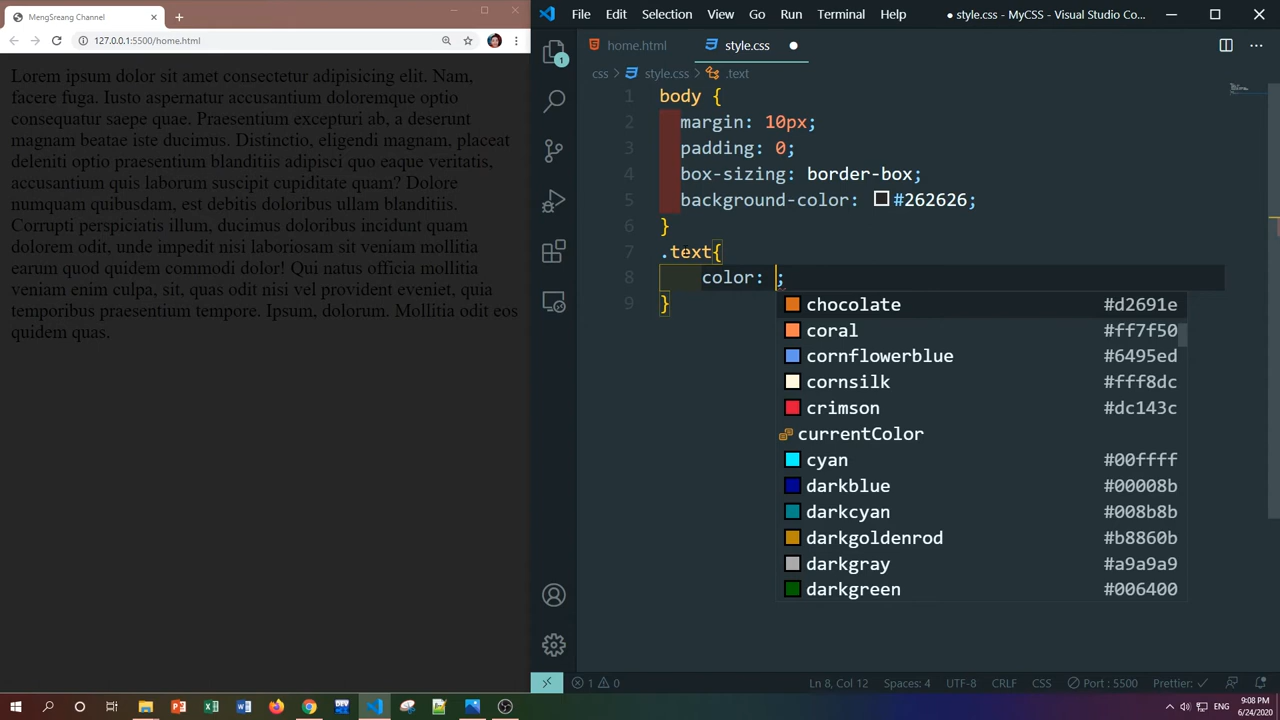 MengSreang Channel
127.0.0.1:5500/home.html
Lorem ipsum dolor sit amet consectetur adipisicing elit. Nam,
facere fuga. Iusto aspernatur accusantium doloremque optio
consequatur saepe quae. Praesentium excepturi ab, a deserunt
magnam beatae iste ducimus. Distinctio, eligendi magnam, placeat
deleniti optio praesentium blanditiis adipisci quo eaque veritatis,
accusantium quis laborum suscipit cupiditate quam? Dolore
numquam quibusdam, est debitis doloribus ullam blanditiis.
Corrupti perspiciatis illum, dicimus doloribus incidunt quam
dolorem odit, unde impedit nisi laboriosam sit veniam mollitia
earum quod quidem commodi dolor! Qui natus officia mollitia
veniam enim culpa, sit, quas odit nisi vel provident eveniet, quia
temporibus praesentium tempore. Ipsum, dolorum. Mollitia odit eos
quidem quas.
File Edit Selection View Go Run Terminal Help
● style.css - MyCSS - Visual Studio Co...
home.html
style.css
css > style.css > .text
1 body {
2 margin: 10px;
3 padding: 0;
4 box-sizing: border-box;
5 background-color: #262626;
6 }
7 .text{
8 color: ;
9 }
chocolate #d2691e
coral #ff7f50
cornflowerblue #6495ed
cornsilk #fff8dc
crimson #dc143c
currentColor
cyan #00ffff
darkblue #00008b
darkcyan #008b8b
darkgoldenrod #b8860b
darkgray #a9a9a9
darkgreen #006400
1
1 0
Ln 8, Col 12 Spaces: 4 UTF-8 CRLF CSS Port : 5500 Prettier: ✓
ENG
9:08 PM
6/24/2020